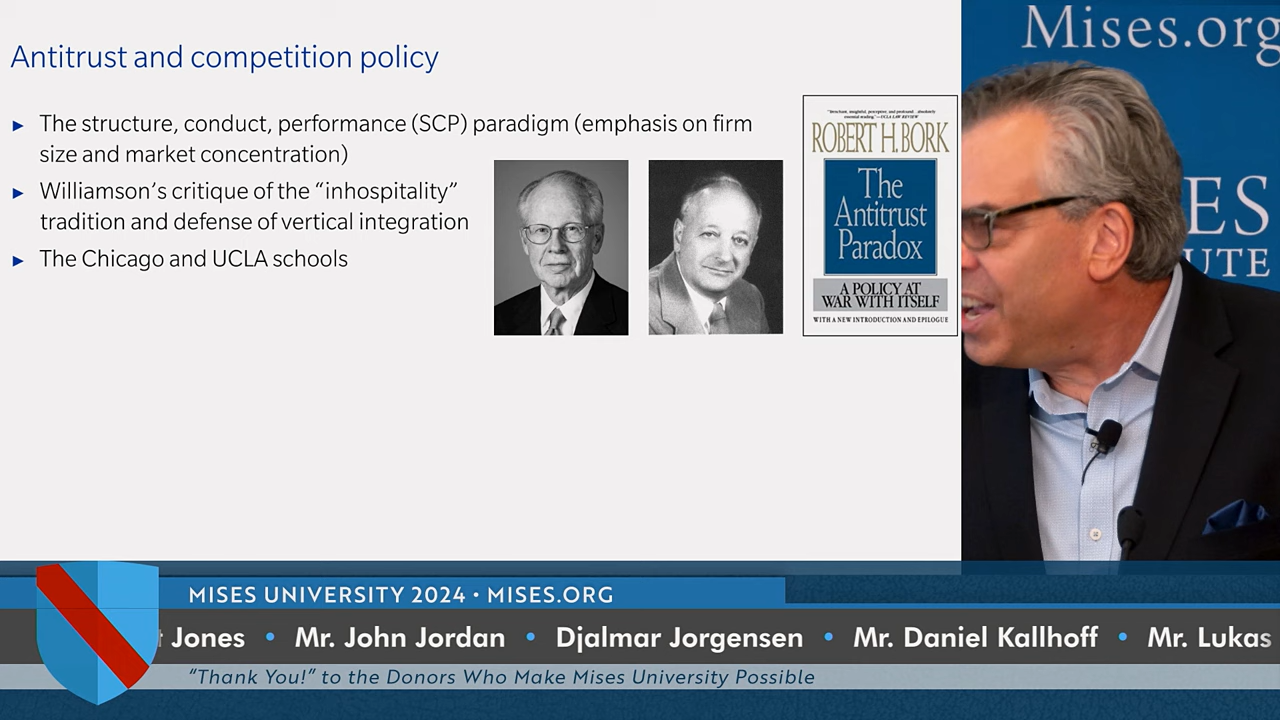 Antitrust and competition policy
► The structure, conduct, performance (SCP) paradigm (emphasis on firm
size and market concentration)
► Williamson's critique of the “inhospitality”
tradition and defense of vertical integration
► The Chicago and UCLA schools
ROBERT H. BORK
The
Antitrust
Paradox
A POLICY AT
WAR WITH ITSELF
WITH A NEW INTRODUCTION AND EPILOGUE
Mises.org
ES
UTE
MISES UNIVERSITY 2024 • MISES.ORG
Jones • Mr. John Jordan • Djalmar Jorgensen • Mr. Daniel Kallhoff • Mr. Lukas
“Thank You!” to the Donors Who Make Mises University Possible